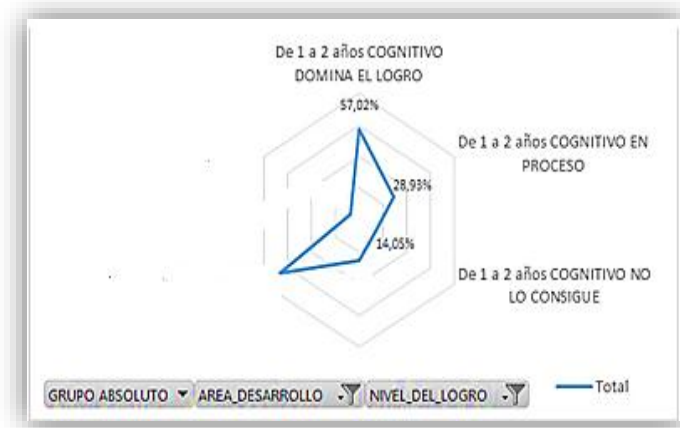 De 1 a 2 años COGNITIVO
DOMINA EL LOGRO
57,02%
De 1 a 2 años COGNITIVO EN
PROCESO
28,93%
14,05%
De 1 a 2 años COGNITIVO NO
LO CONSIGUE
GRUPO ABSOLUTO
AREA_DESARROLLO
NIVEL_DEL_LOGRO
Total